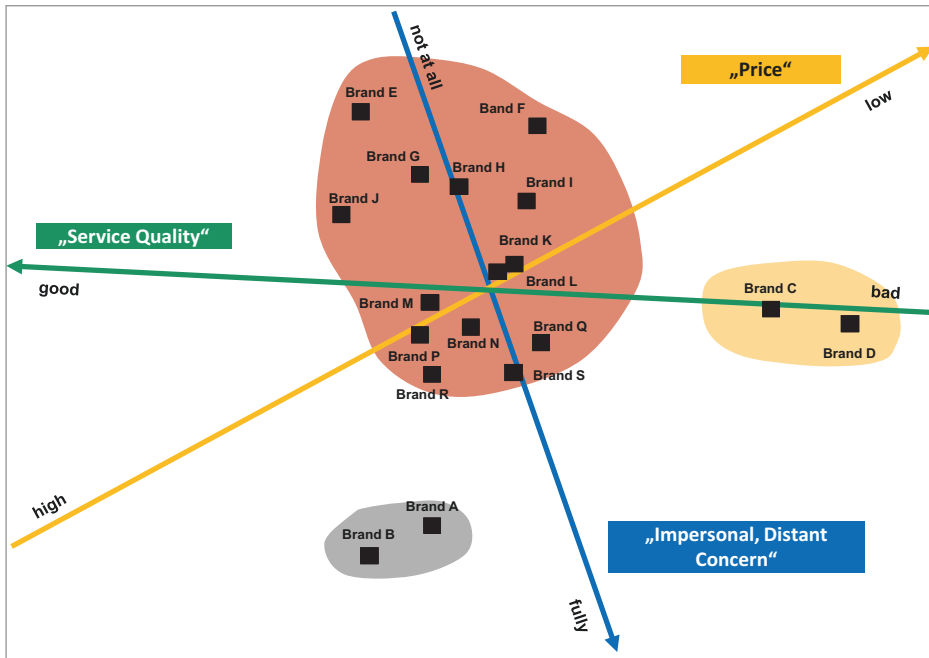 not at all
„Price“
low
Brand E
Band F
Brand G
Brand H
Brand I
Brand J
„Service Quality“
Brand K
good
Brand L
Brand C
bad
Brand M
Brand N
Brand Q
Brand D
Brand P
Brand S
Brand R
high
Brand A
Brand B
„Impersonal, Distant
Concern“
fully